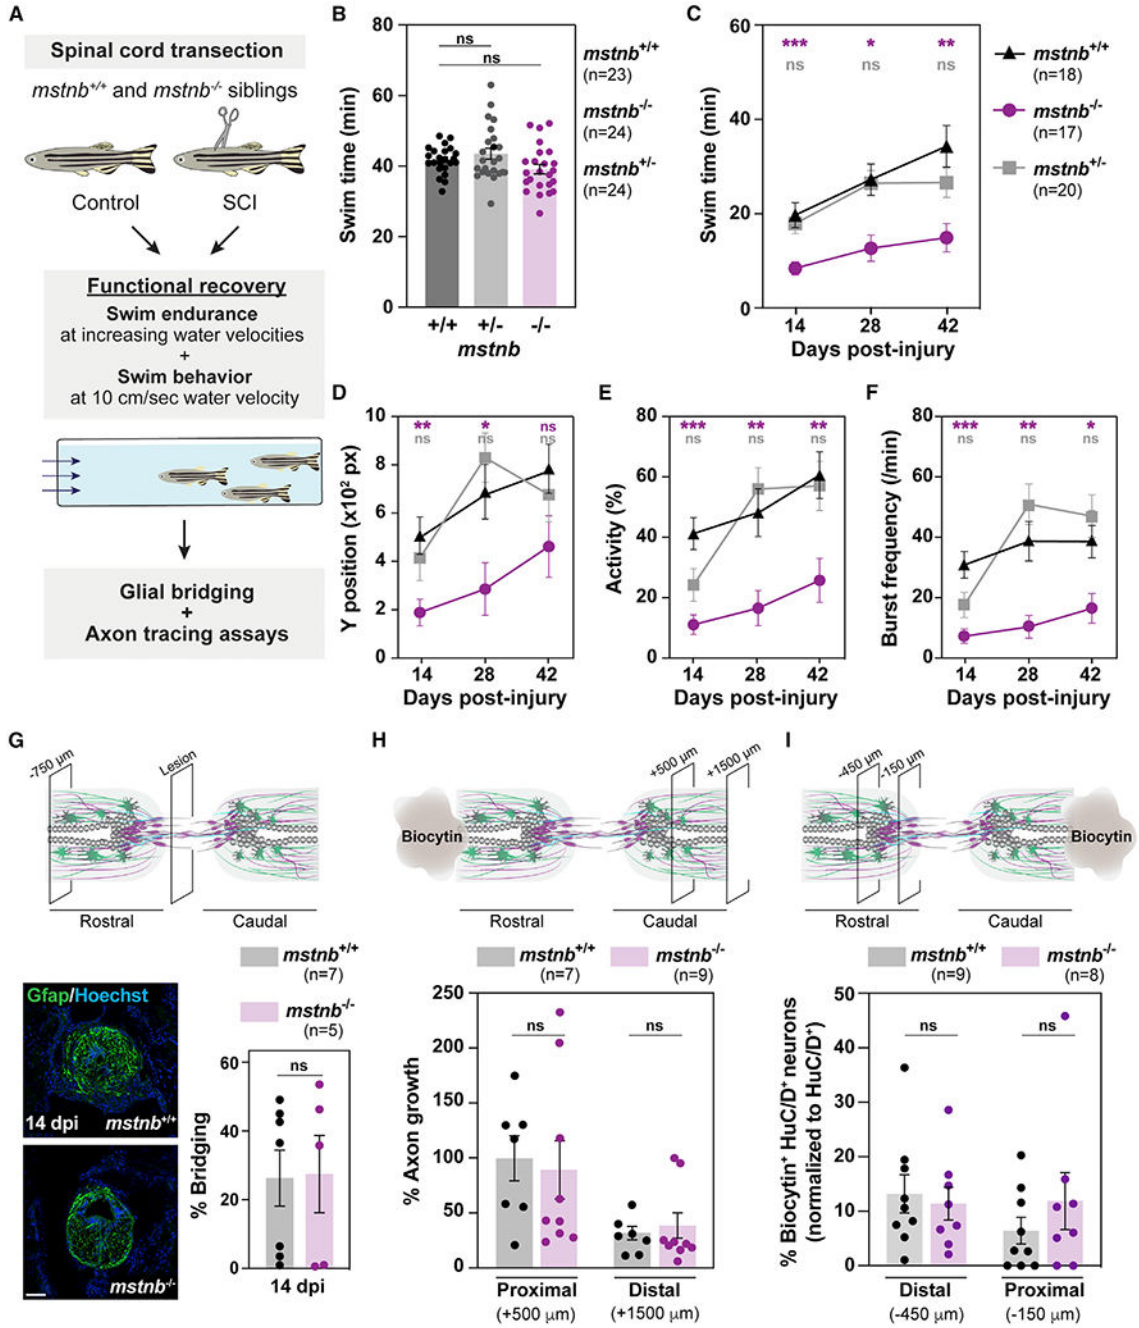 A
Spinal cord transection
mstnb+/+ and mstnb-/- siblings
Control
SCI
Functional recovery
Swim endurance
at increasing water velocities
+
Swim behavior
at 10 cm/sec water velocity
Glial bridging
+
Axon tracing assays
B
Swim time (min)
80
60
40
40
0
ns
ns
+/+ +/- -/-
mstnb
mstnb+/+
(n=23)
mstnb-/-
(n=24)
mstnb+/-
(n=24)
C
Swim time (min)
60
40
20
0
*** * **
ns ns ns
14 28 42
Days post-injury
mstnb+/+
(n=18)
mstnb-/-
(n=17)
mstnb+/-
(n=20)
D
Y position (x10² px)
10
8
6
4
2
0
** * ns
ns ns ns
14 28 42
Days post-injury
E
Activity (%)
80
60
40
20
0
*** ** **
ns ns ns
14 28 42
Days post-injury
F
Burst frequency (/min)
80
60
40
20
0
*** ** *
ns ns ns
14 28 42
Days post-injury
G
-750 µm
Lesion
Rostral
Caudal
mstnb+/+
(n=7)
mstnb-/-
(n=5)
Gfap/Hoechst
14 dpi
mstnb+/+
mstnb-/-
% Bridging
60
40
20
0
ns
14 dpi
H
+500 µm
+1500 µm
Biocytin
Rostral
Caudal
mstnb+/+
(n=7)
mstnb-/-
(n=9)
% Axon growth
250
200
150
100
50
0
ns
ns
Proximal
(+500 µm)
Distal
(+1500 µm)
I
-450 µm
-150 µm
Biocytin
Rostral
Caudal
mstnb+/+
(n=9)
mstnb-/-
(n=8)
% Biocytin+ HuC/D+ neurons
(normalized to HuC/D+)
50
40
30
20
10
0
ns
ns
Distal
(-450 µm)
Proximal
(-150 µm)